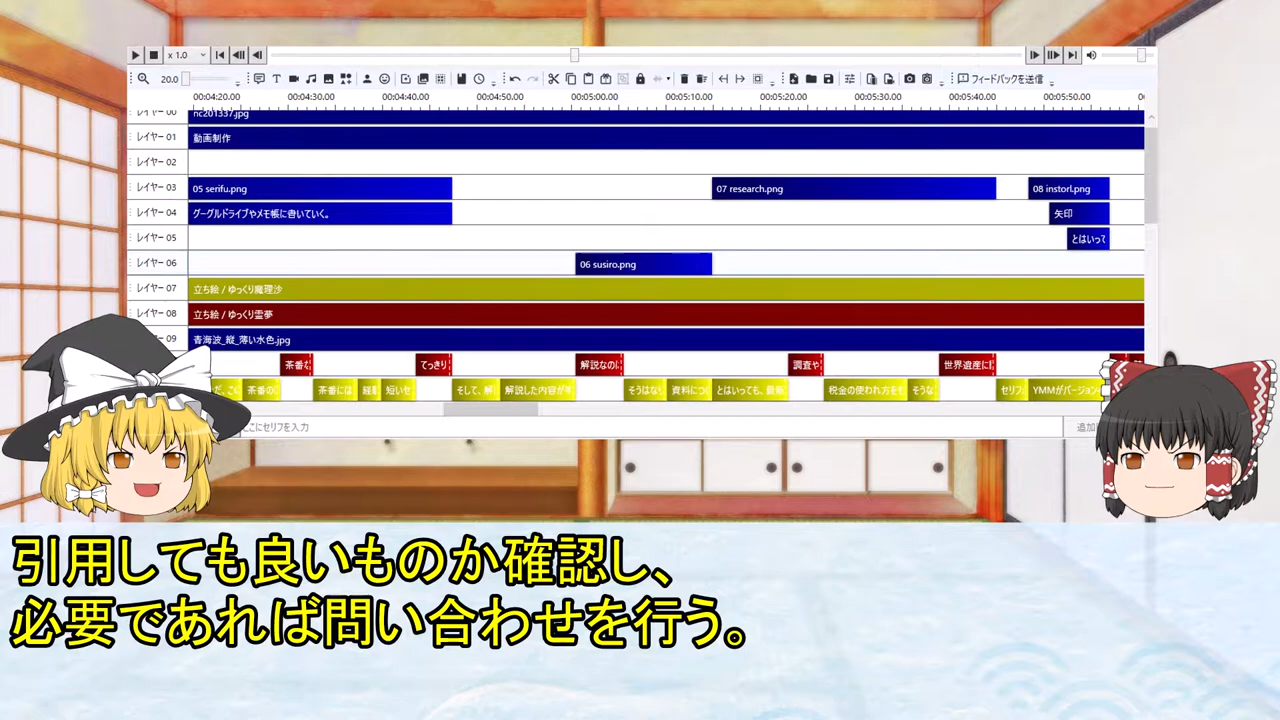 x 1.0
20.0
フィードバックを送信
00:04:20.00 00:04:30.00 00:04:40.00 00:04:50.00 00:05:00.00 00:05:10.00 00:05:20.00 00:05:30.00 00:05:40.00 00:05:50.00
レイヤー 00 nc201337.jpg
レイヤー 01 動画制作
レイヤー 02
レイヤー 03 05 serifu.png 07 research.png 08 instorl.png
レイヤー 04 グーグルドライブやメモ帳に書いていく。 矢印
レイヤー 05 とはいって
レイヤー 06 06 susiro.png
レイヤー 07 立ち絵 / ゆっくり魔理沙
レイヤー 08 立ち絵 / ゆっくり霊夢
レイヤー 09 青海波_縦_薄い水色.jpg
茶番な てっきり 解説なの 調査や 世界遺産に
茶番の 茶番には 短いセ そして、解 解説した内容が そうはな 資料につ とはいっても、最 税金の使われ方を そうな セリフ YMMがバージョン
ここにセリフを入力 追加
引用しても良いものか確認し、
必要であれば問い合わせを行う。